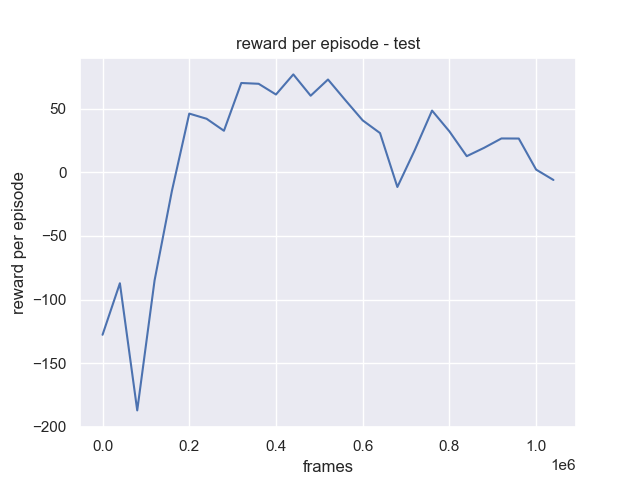 reward per episode - test
reward per episode
50
0
−50
−100
−150
−200
0.0 0.2 0.4 0.6 0.8 1.0
1e6
frames